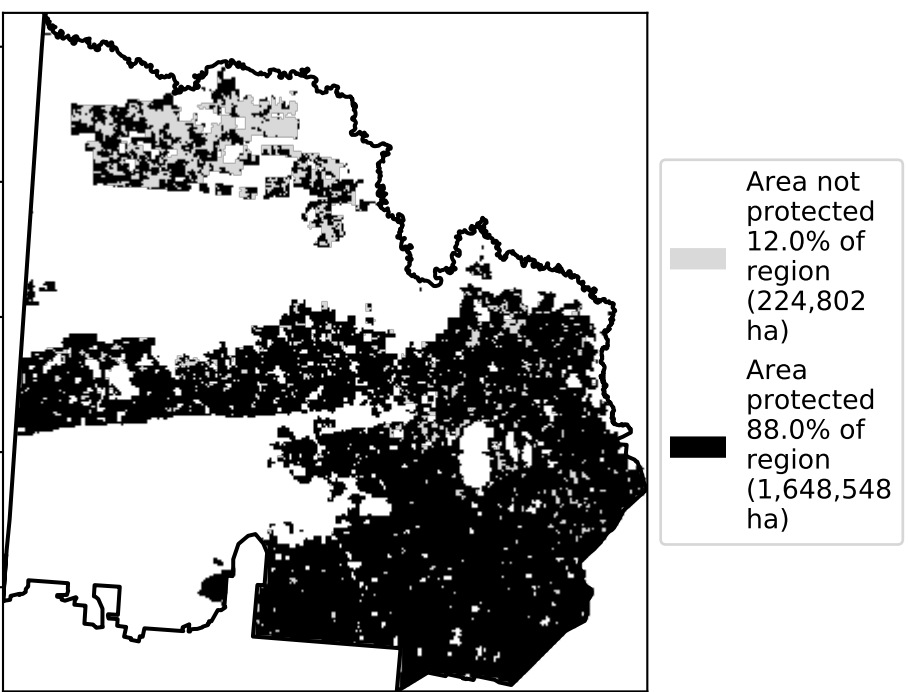 Area not
protected
12.0% of
region
(224,802
ha)
Area
protected
88.0% of
region
(1,648,548
ha)